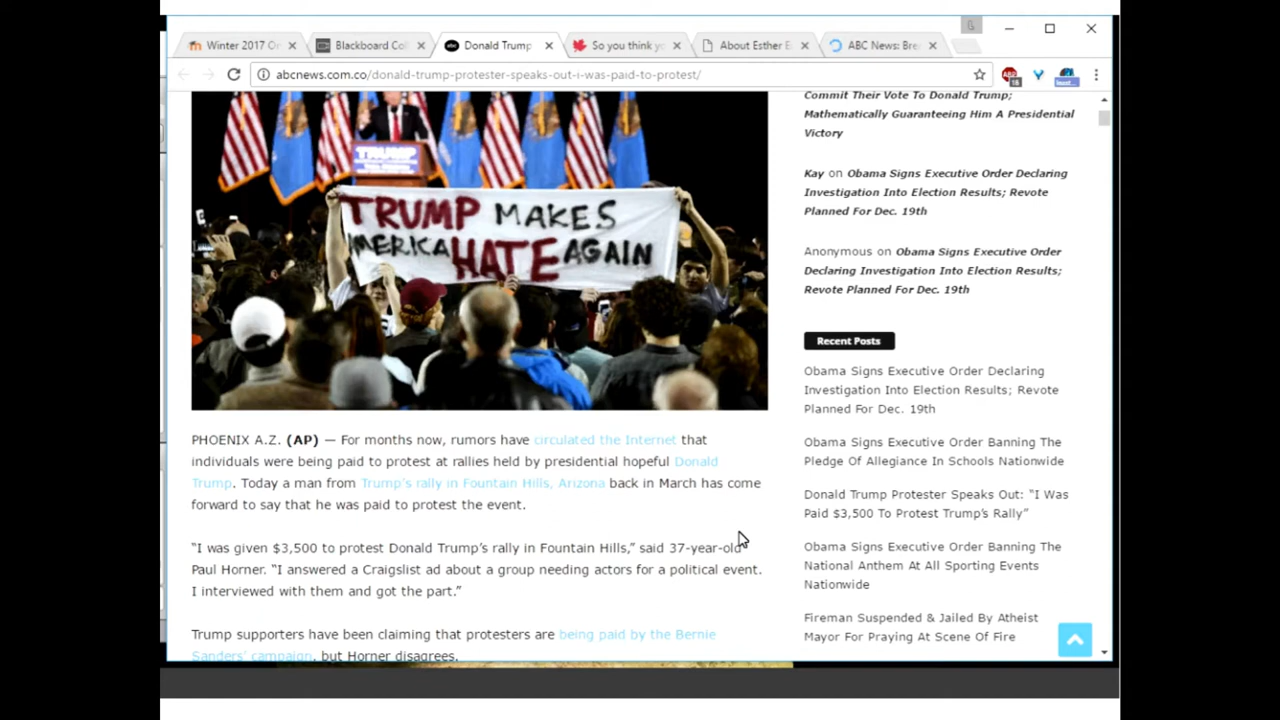 Winter 2017 On
Blackboard Col
Donald Trump
So you think yo
About Esther E
ABC News: Bre
abcnews.com.co/donald-trump-protester-speaks-out-i-was-paid-to-protest/
TRUMP
TRUMP MAKES
MERICA HATE AGAIN
PHOENIX A.Z. (AP) — For months now, rumors have circulated the Internet that
individuals were being paid to protest at rallies held by presidential hopeful Donald
Trump. Today a man from Trump's rally in Fountain Hills, Arizona back in March has come
forward to say that he was paid to protest the event.
“I was given $3,500 to protest Donald Trump's rally in Fountain Hills,” said 37-year-old
Paul Horner. “I answered a Craigslist ad about a group needing actors for a political event.
I interviewed with them and got the part.”
Trump supporters have been claiming that protesters are being paid by the Bernie
Sanders' campaign, but Horner disagrees.
Commit Their Vote To Donald Trump;
Mathematically Guaranteeing Him A Presidential
Victory
Kay on Obama Signs Executive Order Declaring
Investigation Into Election Results; Revote
Planned For Dec. 19th
Anonymous on Obama Signs Executive Order
Declaring Investigation Into Election Results;
Revote Planned For Dec. 19th
Recent Posts
Obama Signs Executive Order Declaring
Investigation Into Election Results; Revote
Planned For Dec. 19th
Obama Signs Executive Order Banning The
Pledge Of Allegiance In Schools Nationwide
Donald Trump Protester Speaks Out: “I Was
Paid $3,500 To Protest Trump's Rally”
Obama Signs Executive Order Banning The
National Anthem At All Sporting Events
Nationwide
Fireman Suspended & Jailed By Atheist
Mayor For Praying At Scene Of Fire